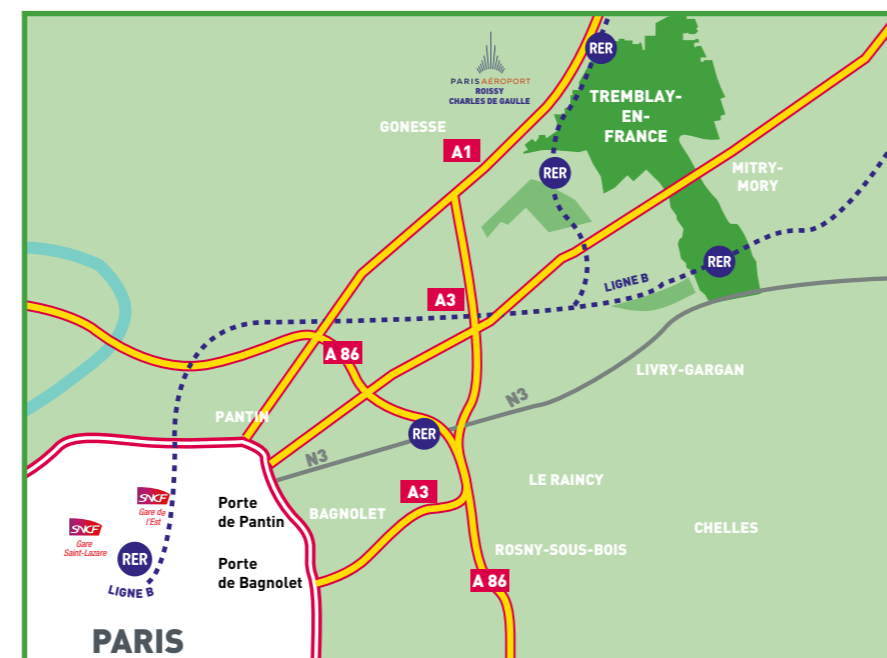 RER
PARISAÉROPORT
ROISSY
CHARLES DE GAULLE
TREMBLAY-
EN-
FRANCE
GONESSE
A1
RER
MITRY-
MORY
RER
LIGNE B
A3
A 86
LIVRY-GARGAN
PANTIN
N3
RER
N3
LE RAINCY
SNCF
Gare de
l'Est
Porte
de Pantin
A3
BAGNOLET
SNCF
Gare
Saint-Lazare
CHELLES
RER
ROSNY-SOUS-BOIS
Porte
de Bagnolet
A 86
LIGNE B
PARIS